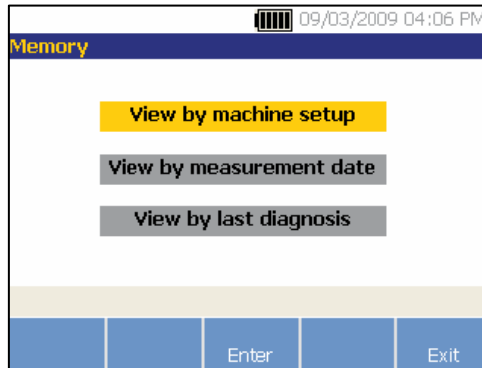 09/03/2009 04:06 PM
Memory
View by machine setup
View by measurement date
View by last diagnosis
Enter
Exit